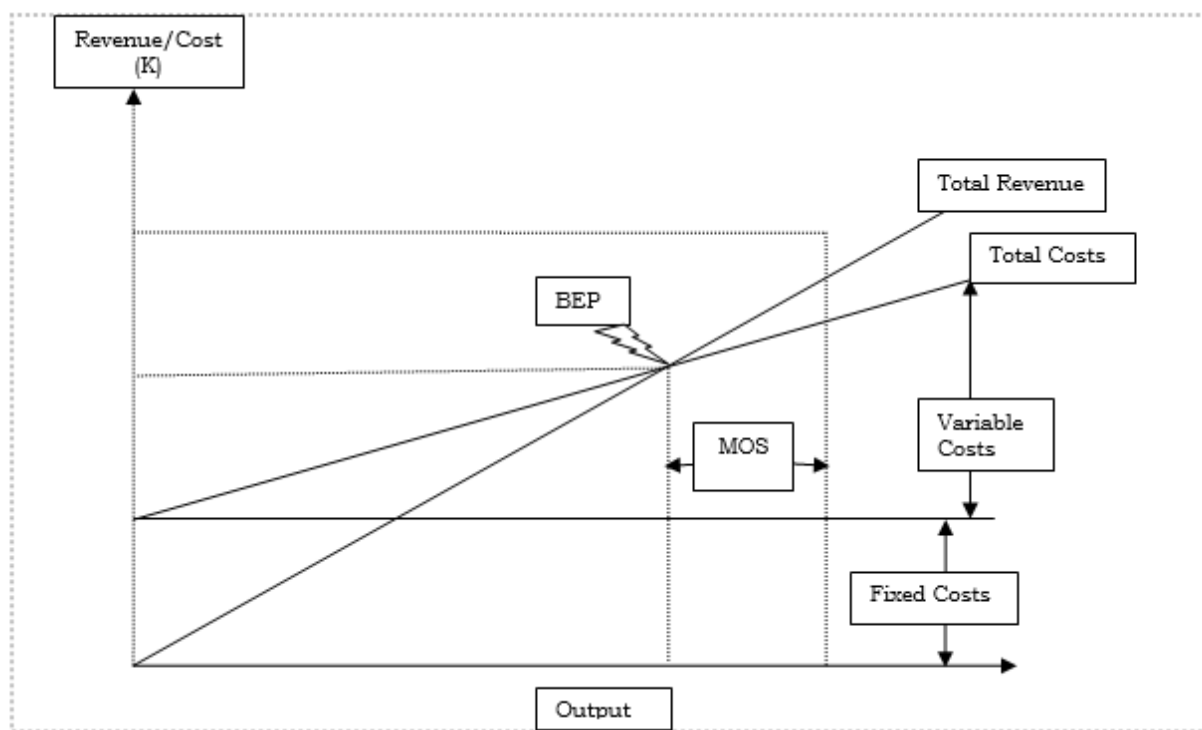 Revenue/Cost
(K)
Total Revenue
Total Costs
BEP
Variable
Costs
MOS
Fixed Costs
Output